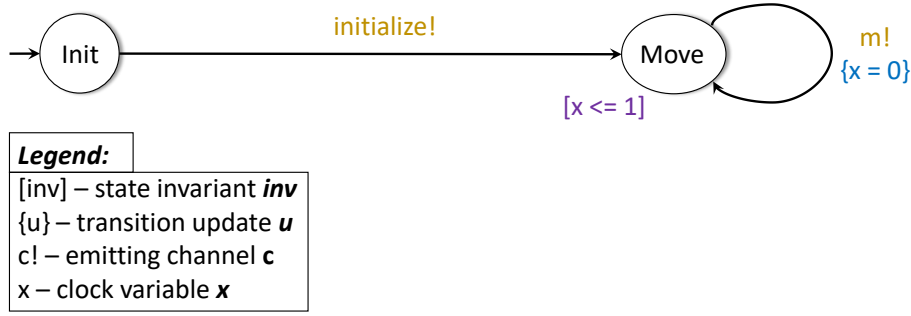 initialize!
Init
Move
m!
{x = 0}
[x <= 1]
Legend:
[inv] – state invariant inv
{u} – transition update u
c! – emitting channel c
x – clock variable x